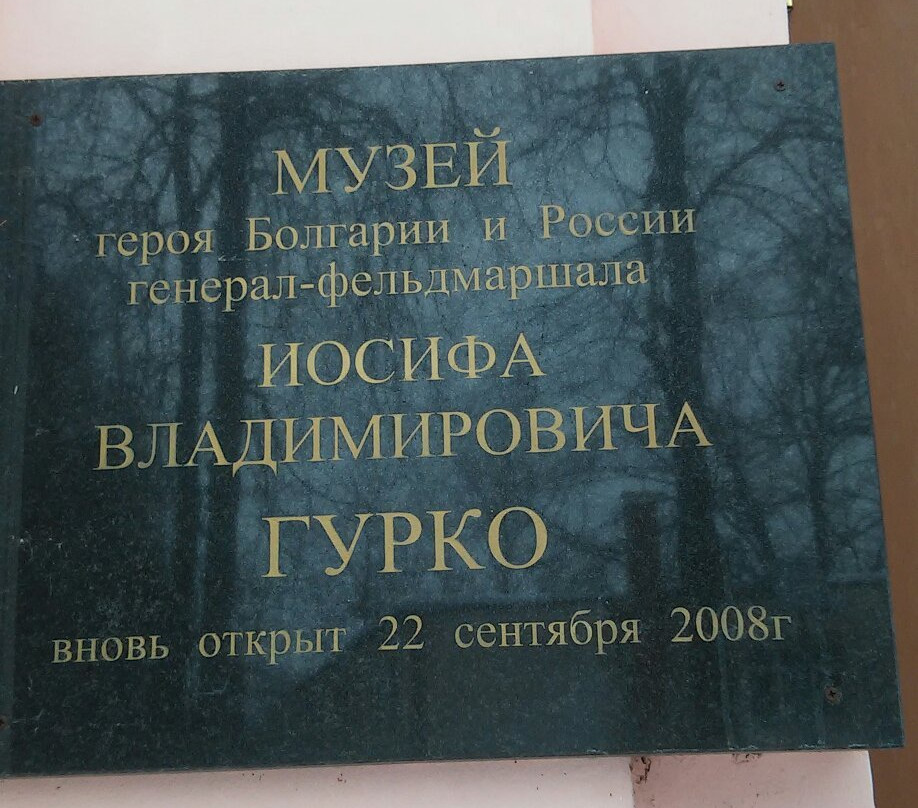 МУЗЕЙ
героя Болгарии и России
генерал-фельдмаршала
ИОСИФА
ВЛАДИМИРОВИЧА
ГУРКО
вновь открыт 22 сентября 2008г